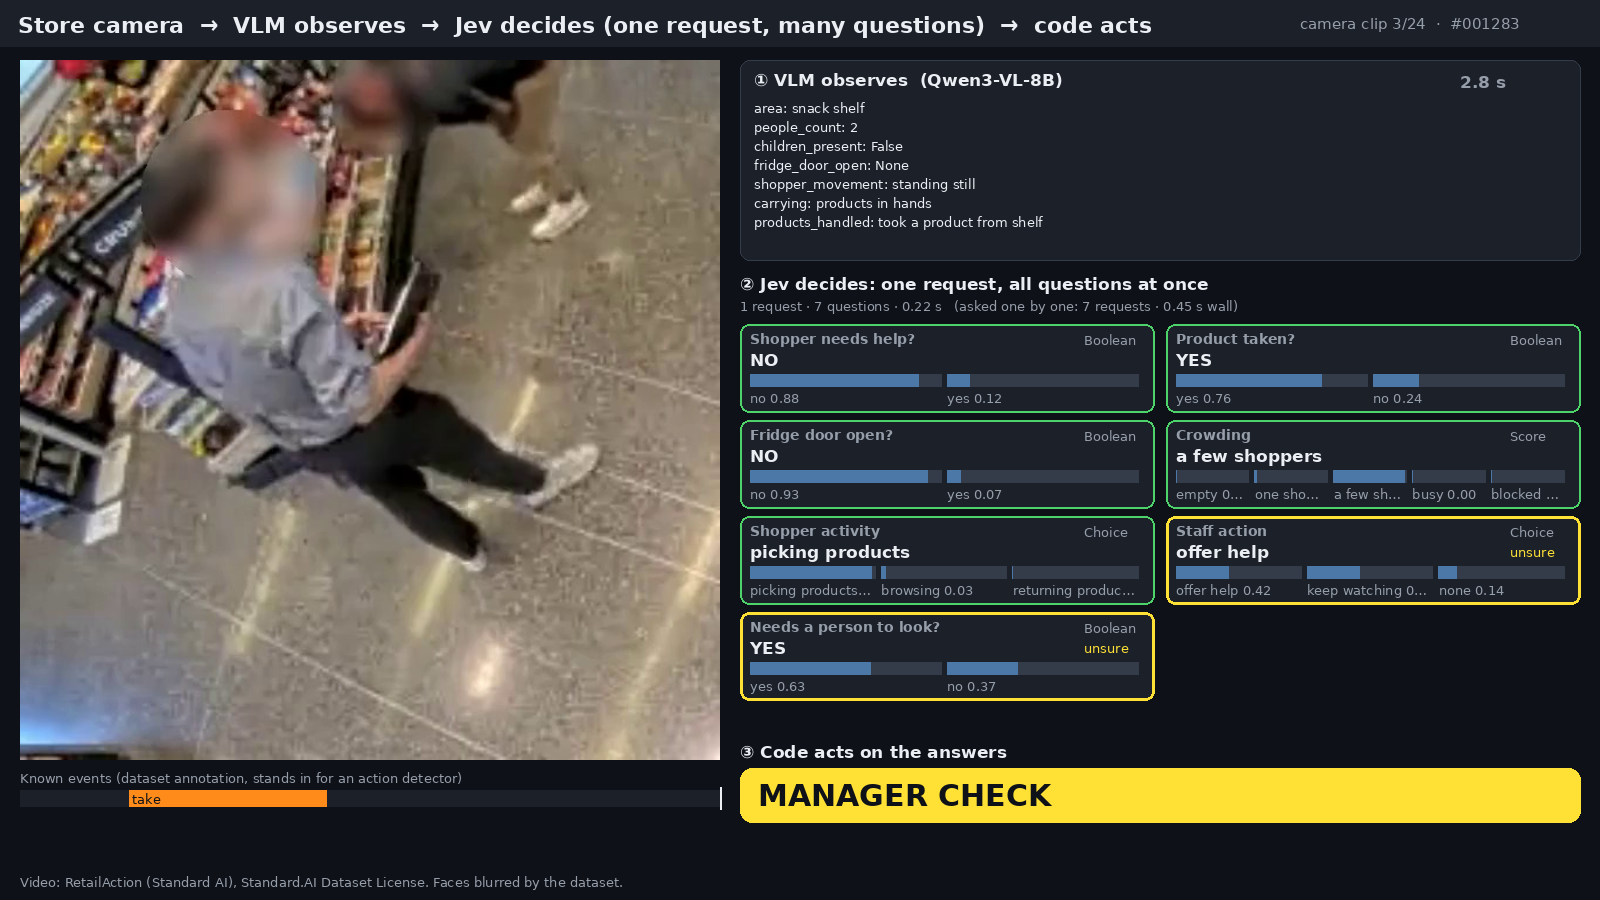 Store camera → VLM observes → Jev decides (one request, many questions) → code acts
camera clip 3/24 · #001283
① VLM observes (Qwen3-VL-8B)
2.8 s
area: snack shelf
people_count: 2
children_present: False
fridge_door_open: None
shopper_movement: standing still
carrying: products in hands
products_handled: took a product from shelf
② Jev decides: one request, all questions at once
1 request · 7 questions · 0.22 s (asked one by one: 7 requests · 0.45 s wall)
Shopper needs help? Boolean
NO
no 0.88 yes 0.12
Product taken? Boolean
YES
yes 0.76 no 0.24
Fridge door open? Boolean
NO
no 0.93 yes 0.07
Crowding Score
a few shoppers
empty 0... one sho... a few sh... busy 0.00 blocked ...
Shopper activity Choice
picking products
picking products... browsing 0.03 returning produc...
Staff action Choice
offer help unsure
offer help 0.42 keep watching 0... none 0.14
Needs a person to look? Boolean
YES unsure
yes 0.63 no 0.37
③ Code acts on the answers
MANAGER CHECK
Known events (dataset annotation, stands in for an action detector)
take
Video: RetailAction (Standard AI), Standard.AI Dataset License. Faces blurred by the dataset.